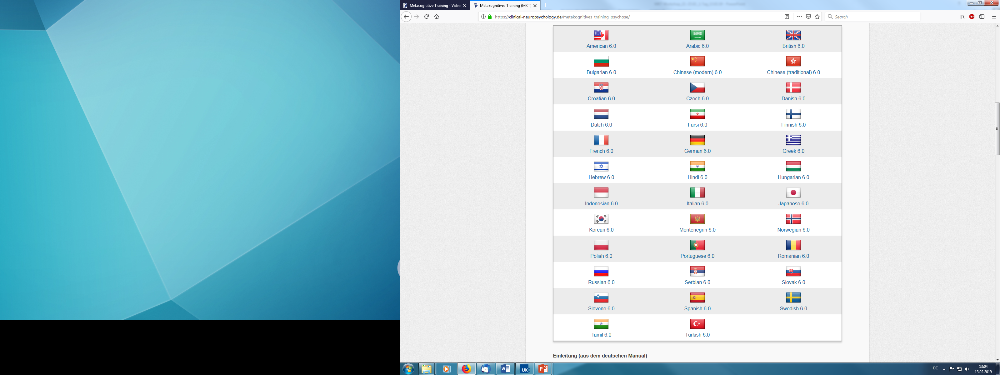 Metacognitive Training - Video
Metakognitives Training (MKT)
https://clinical-neuropsychology.de/metakognitives_training_psychose/
Search
ABP
American 6.0
Arabic 6.0
British 6.0
Bulgarian 6.0
Chinese (modern) 6.0
Chinese (traditional) 6.0
Croatian 6.0
Czech 6.0
Danish 6.0
Dutch 6.0
Farsi 6.0
Finnish 6.0
French 6.0
German 6.0
Greek 6.0
Hebrew 6.0
Hindi 6.0
Hungarian 6.0
Indonesian 6.0
Italian 6.0
Japanese 6.0
Korean 6.0
Montenegrin 6.0
Norwegian 6.0
Polish 6.0
Portuguese 6.0
Romanian 6.0
Russian 6.0
Serbian 6.0
Slovak 6.0
Slovene 6.0
Spanish 6.0
Swedish 6.0
Tamil 6.0
Turkish 6.0
Einleitung (aus dem deutschen Manual)
W
UK
P
DE
13:04
13.02.2019